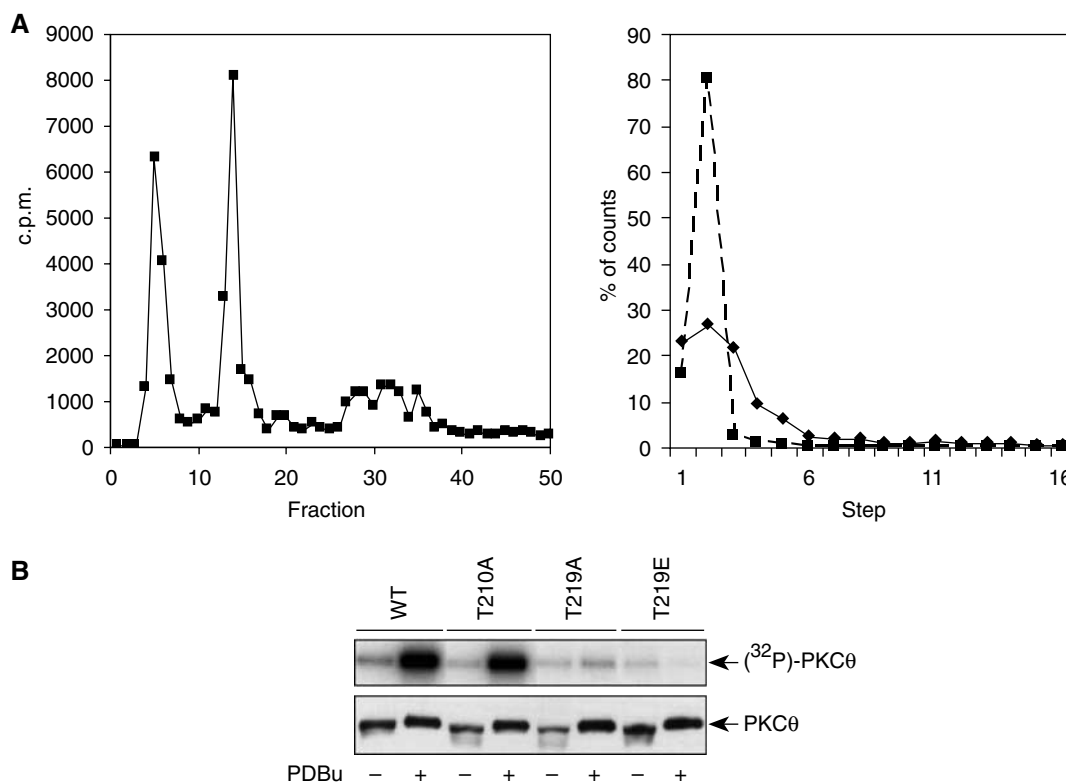 A
c.p.m.
9000
8000
7000
6000
5000
4000
3000
2000
1000
0
0 10 20 30 40 50
Fraction
% of counts
90
80
70
60
50
40
30
20
10
0
1 6 11 16
Step
B
WT T210A T219A T219E
(³²P)-PKCθ
PKCθ
PDBu – + – + – + – +